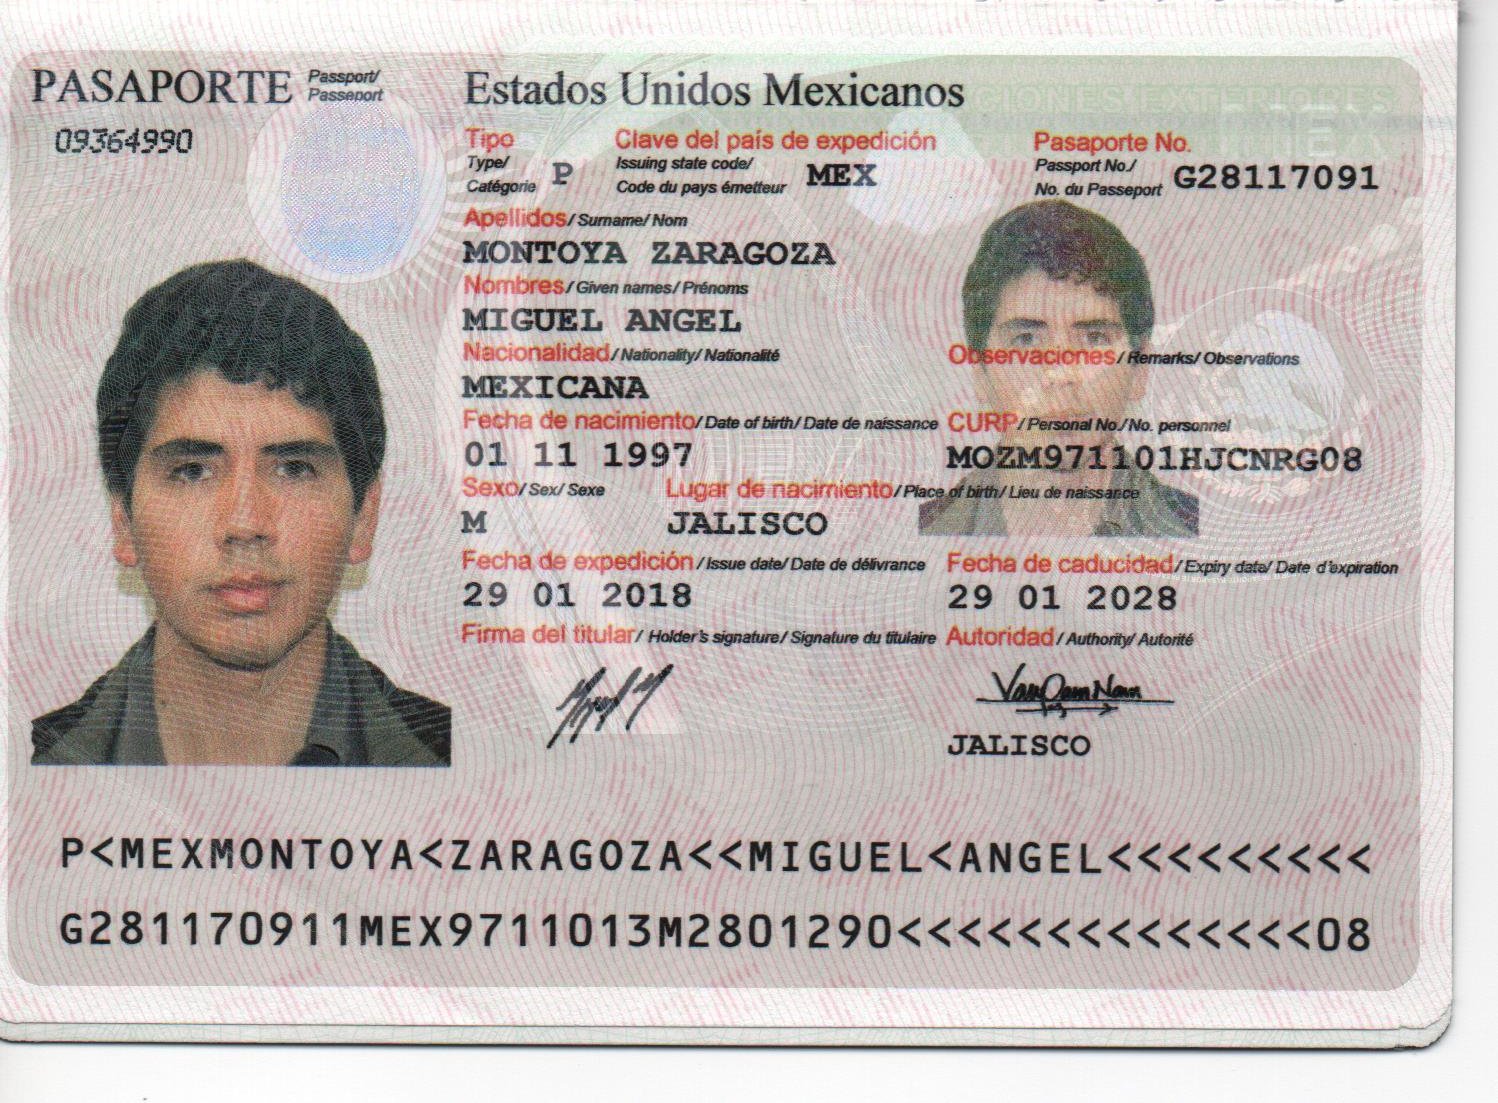 PASAPORTE Passport/ Passeport
Estados Unidos Mexicanos
09364990
Tipo Type/ Catégorie P
Clave del país de expedición Issuing state code/ Code du pays émetteur MEX
Pasaporte No. Passport No./ No. du Passeport G28117091
Apellidos/ Surname/ Nom
MONTOYA ZARAGOZA
Nombres/ Given names/ Prénoms
MIGUEL ANGEL
Nacionalidad/ Nationality/ Nationalité
Observaciones/ Remarks/ Observations
MEXICANA
Fecha de nacimiento/ Date of birth/ Date de naissance
CURP/ Personal No./ No. personnel
01 11 1997
MOZM971101HJCNRG08
Sexo/ Sex/ Sexe
Lugar de nacimiento/ Place of birth/ Lieu de naissance
M
JALISCO
Fecha de expedición/ Issue date/ Date de délivrance
Fecha de caducidad/ Expiry date/ Date d'expiration
29 01 2018
29 01 2028
Firma del titular/ Holder's signature/ Signature du titulaire
Autoridad/ Authority/ Autorité
JALISCO
P<MEXMONTOYA<ZARAGOZA<<MIGUEL<ANGEL<<<<<<<<<
G281170911MEX9711013M2801290<<<<<<<<<<<<<<08